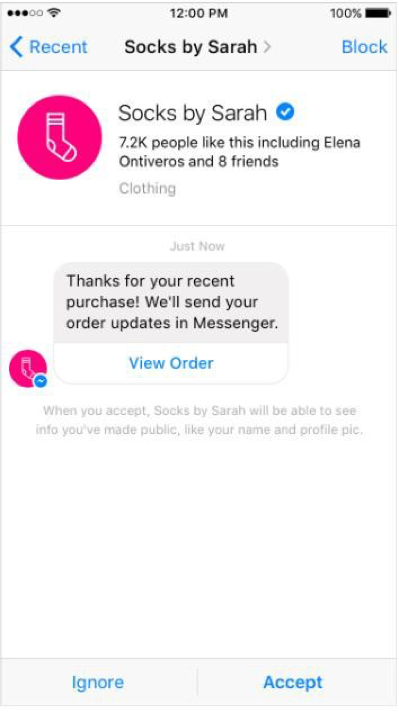 12:00 PM 100%
Recent Socks by Sarah Block
Socks by Sarah
7.2K people like this including Elena
Ontiveros and 8 friends
Clothing
Just Now
Thanks for your recent
purchase! We'll send your
order updates in Messenger.
View Order
When you accept, Socks by Sarah will be able to see
info you've made public, like your name and profile pic.
Ignore Accept